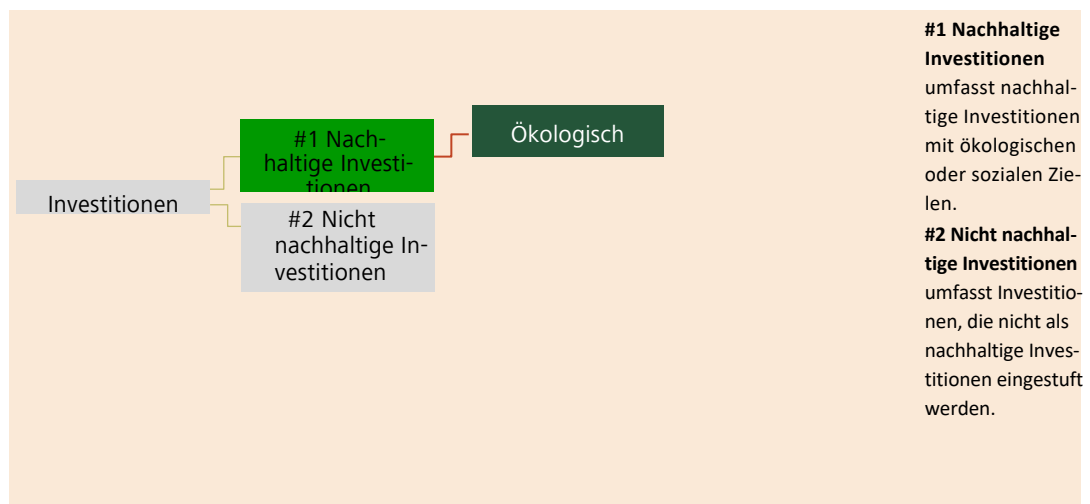 Investitionen
#1 Nach-
haltige Investi-
tionen
#2 Nicht
nachhaltige In-
vestitionen
Ökologisch
#1 Nachhaltige
Investitionen
umfasst nachhal-
tige Investitionen
mit ökologischen
oder sozialen Zie-
len.
#2 Nicht nachhal-
tige Investitionen
umfasst Investitio-
nen, die nicht als
nachhaltige Inves-
titionen eingestuft
werden.